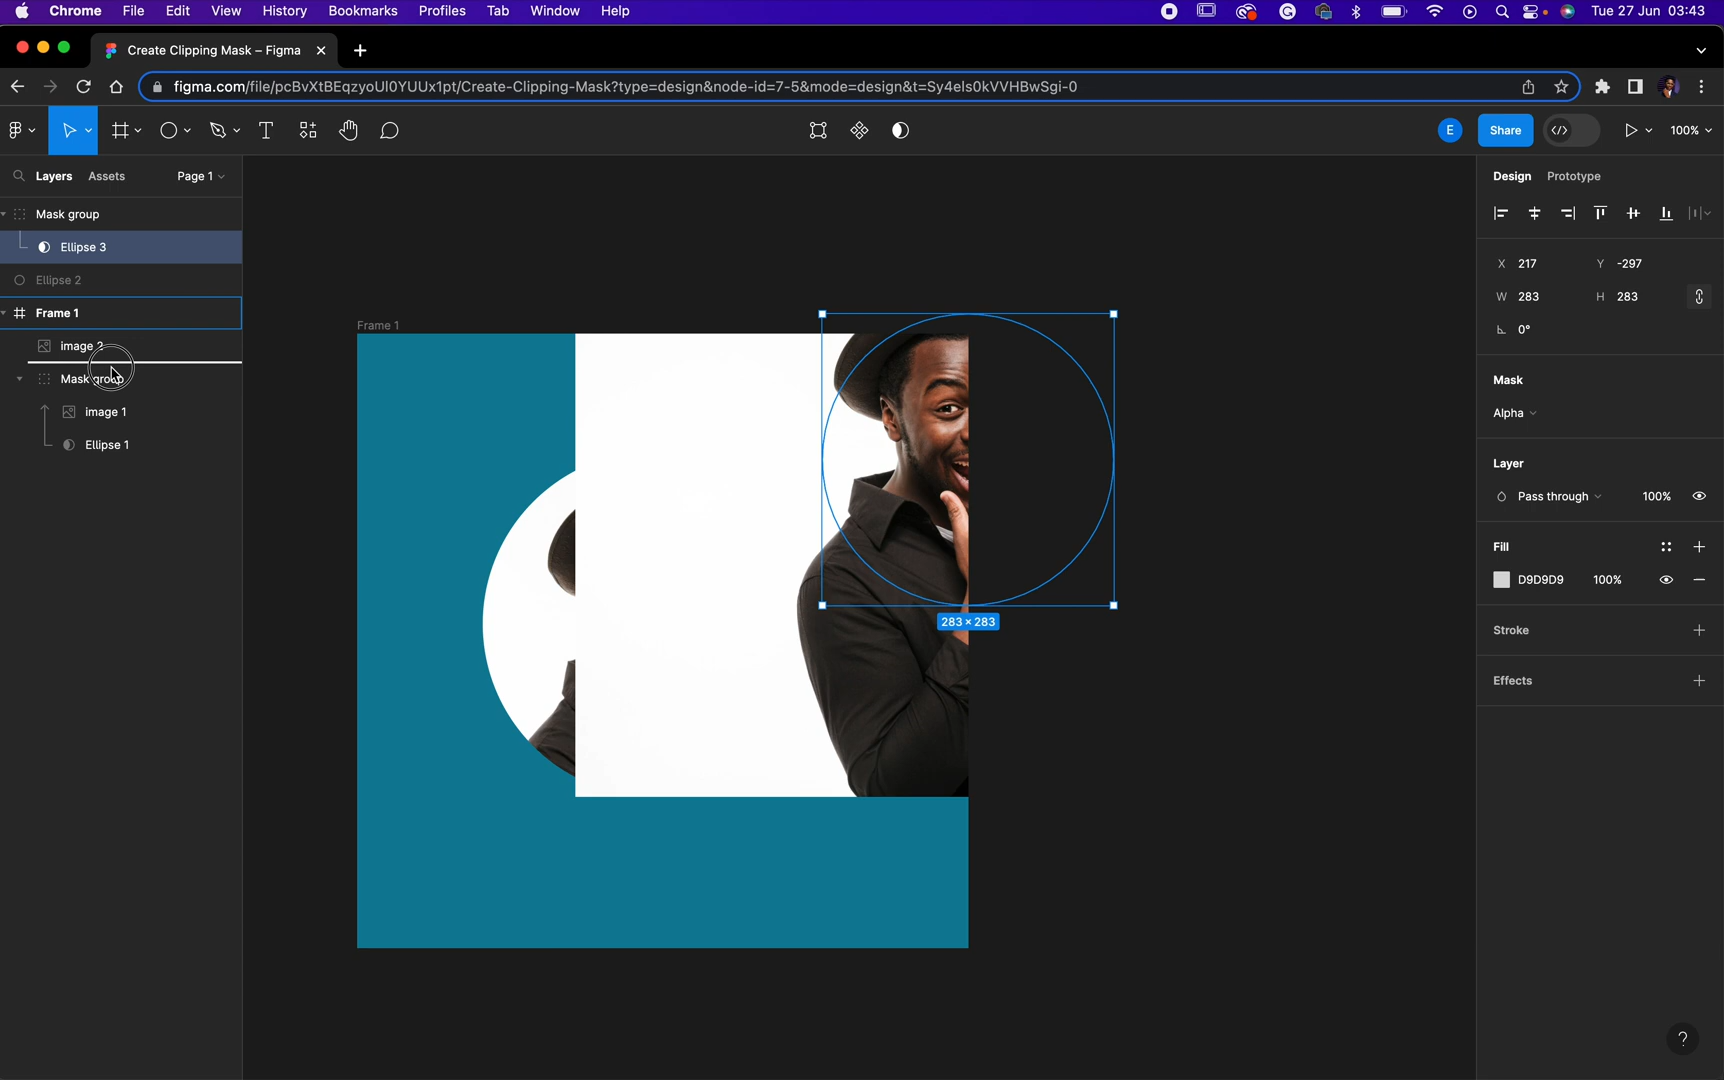 Chrome File Edit View History Bookmarks Profiles Tab Window Help Tue 27 Jun 03:43
Create Clipping Mask – Figma
figma.com/file/pcBvXtBEqzyoUl0YUUx1pt/Create-Clipping-Mask?type=design&node-id=7-5&mode=design&t=Sy4els0kVVHBwSgi-0
E Share 100%
Layers Assets Page 1 Design Prototype
Mask group
Ellipse 3
X 217 Y -297
Ellipse 2
W 283 H 283
Frame 1
Frame 1
0°
image 2
Mask group
Mask
image 1
Alpha
Ellipse 1
Layer
Pass through 100%
Fill
D9D9D9 100%
283 × 283
Stroke
Effects
?